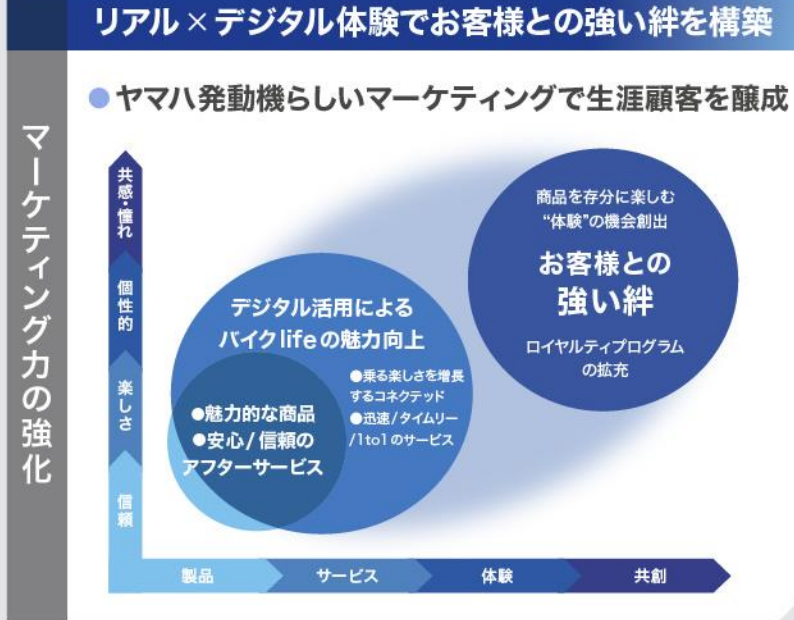 リアル×デジタル体験でお客様との強い絆を構築
マーケティング力の強化
●ヤマハ発動機らしいマーケティングで生涯顧客を醸成
共感・憧れ
個性的
楽しさ
信頼
商品を存分に楽しむ
“体験”の機会創出
お客様との
強い絆
ロイヤルティプログラム
の拡充
デジタル活用による
バイクlifeの魅力向上
●乗る楽しさを増長
するコネクテッド
●迅速/タイムリー
/1to1のサービス
●魅力的な商品
●安心/信頼の
アフターサービス
製品
サービス
体験
共創